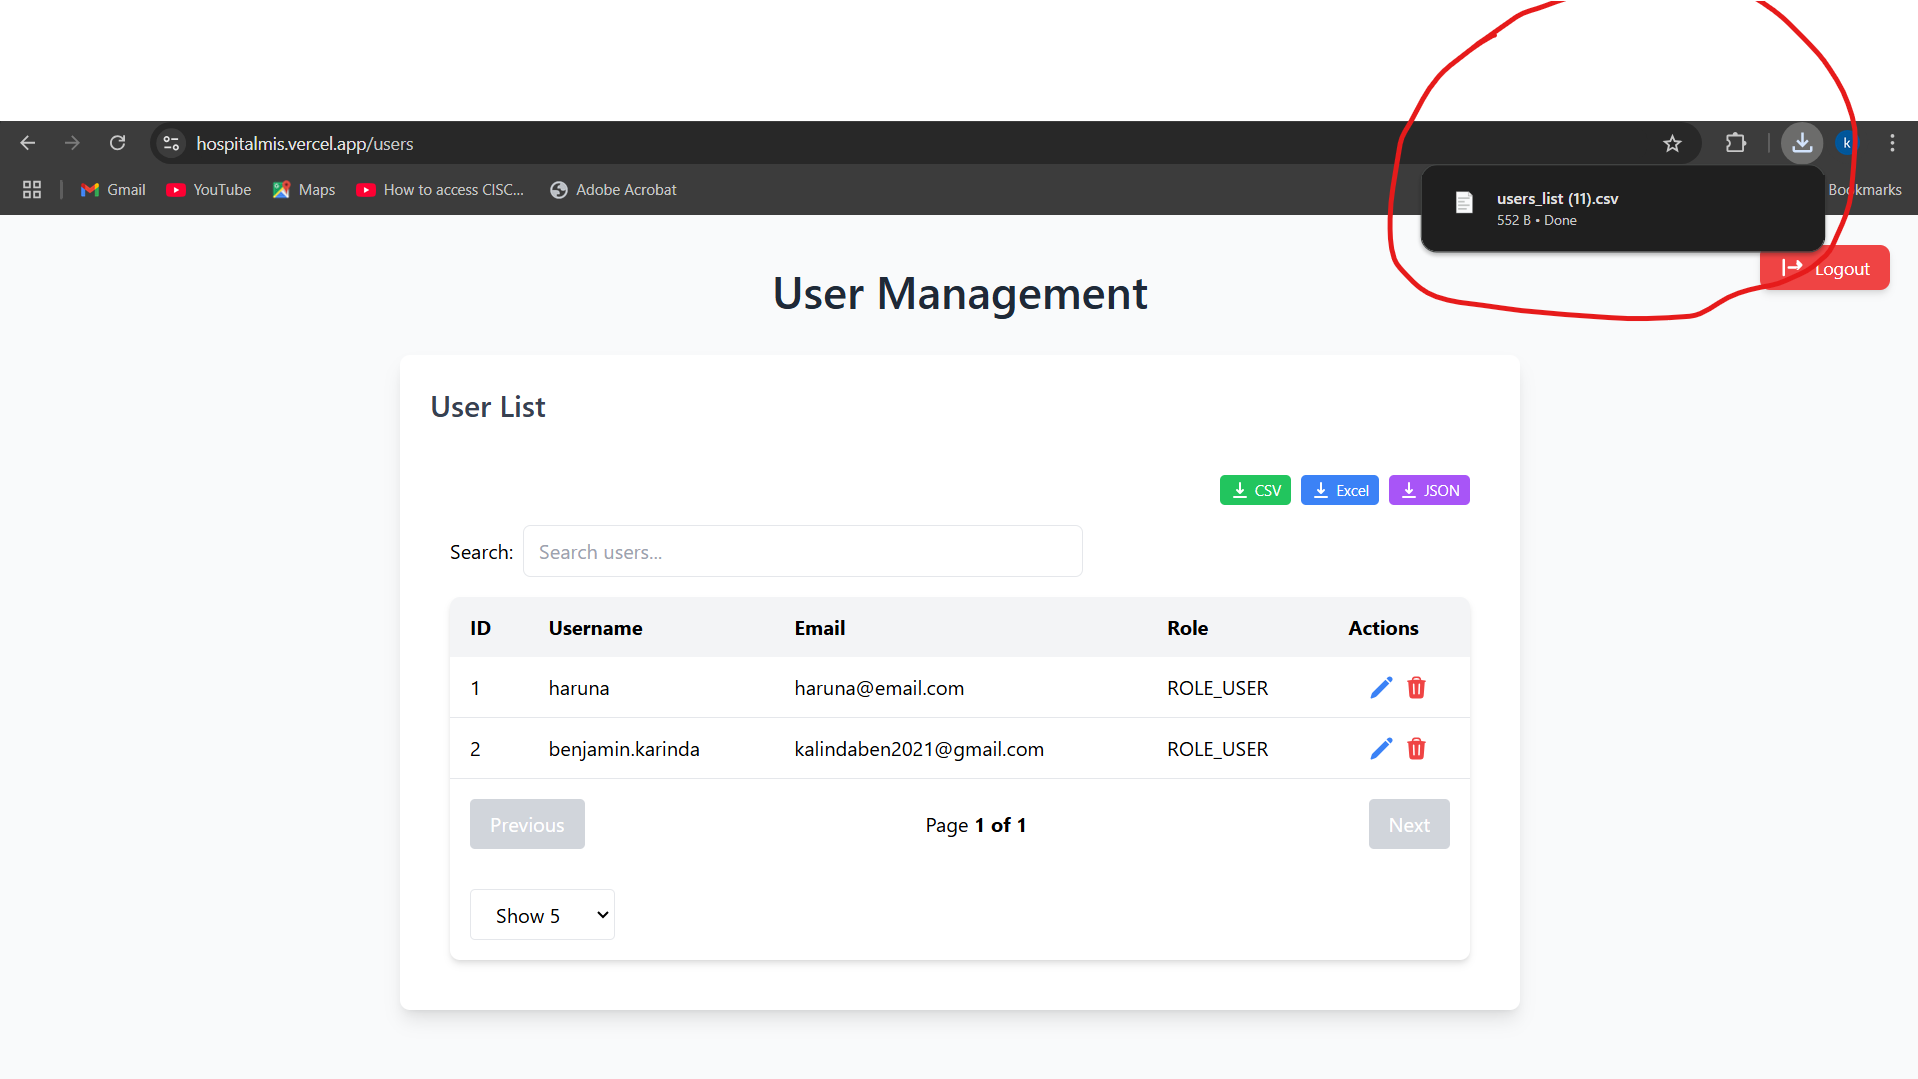 hospitalmis.vercel.app/users
k
Gmail YouTube Maps How to access CISC... Adobe Acrobat Bookmarks
users_list (11).csv
552 B • Done
Logout
User Management
User List
CSV Excel JSON
Search: Search users...
ID Username Email Role Actions
1 haruna haruna@email.com ROLE_USER
2 benjamin.karinda kalindaben2021@gmail.com ROLE_USER
Previous Page 1 of 1 Next
Show 5